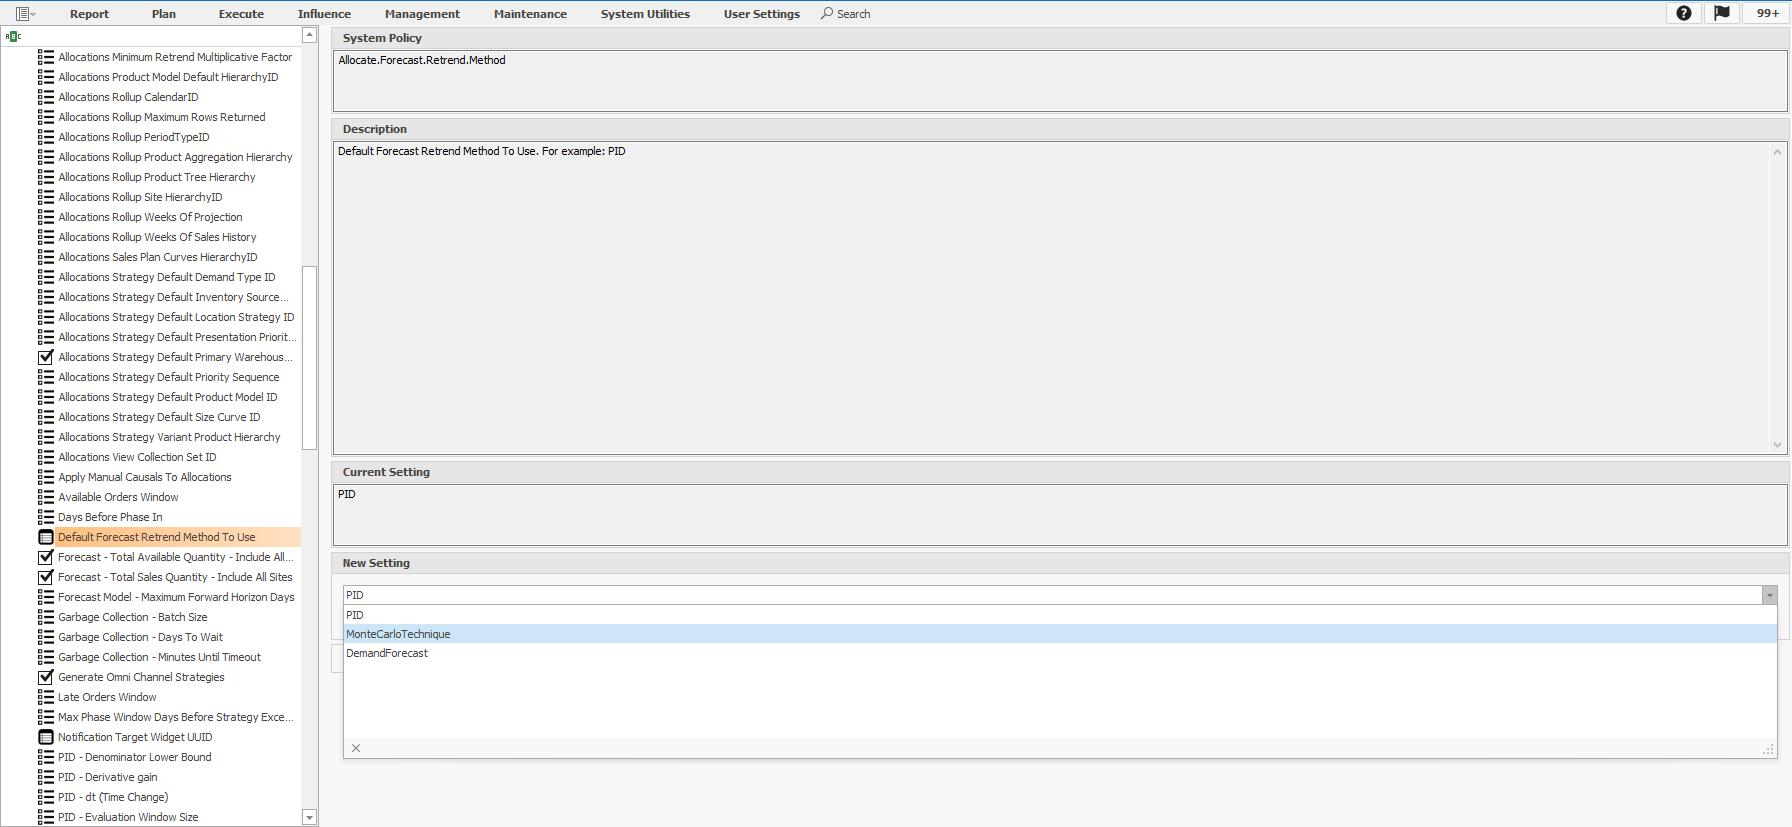 Report Plan Execute Influence Management Maintenance System Utilities User Settings Search 99+
ABC
Allocations Minimum Retrend Multiplicative Factor
Allocations Product Model Default HierarchyID
Allocations Rollup CalendarID
Allocations Rollup Maximum Rows Returned
Allocations Rollup PeriodTypeID
Allocations Rollup Product Aggregation Hierarchy
Allocations Rollup Product Tree Hierarchy
Allocations Rollup Site HierarchyID
Allocations Rollup Weeks Of Projection
Allocations Rollup Weeks Of Sales History
Allocations Sales Plan Curves HierarchyID
Allocations Strategy Default Demand Type ID
Allocations Strategy Default Inventory Source...
Allocations Strategy Default Location Strategy ID
Allocations Strategy Default Presentation Priorit...
Allocations Strategy Default Primary Warehous...
Allocations Strategy Default Priority Sequence
Allocations Strategy Default Product Model ID
Allocations Strategy Default Size Curve ID
Allocations Strategy Variant Product Hierarchy
Allocations View Collection Set ID
Apply Manual Causals To Allocations
Available Orders Window
Days Before Phase In
Default Forecast Retrend Method To Use
Forecast - Total Available Quantity - Include All...
Forecast - Total Sales Quantity - Include All Sites
Forecast Model - Maximum Forward Horizon Days
Garbage Collection - Batch Size
Garbage Collection - Days To Wait
Garbage Collection - Minutes Until Timeout
Generate Omni Channel Strategies
Late Orders Window
Max Phase Window Days Before Strategy Exce...
Notification Target Widget UUID
PID - Denominator Lower Bound
PID - Derivative gain
PID - dt (Time Change)
PID - Evaluation Window Size
System Policy
Allocate.Forecast.Retrend.Method
Description
Default Forecast Retrend Method To Use. For example: PID
Current Setting
PID
New Setting
PID
PID
MonteCarloTechnique
DemandForecast